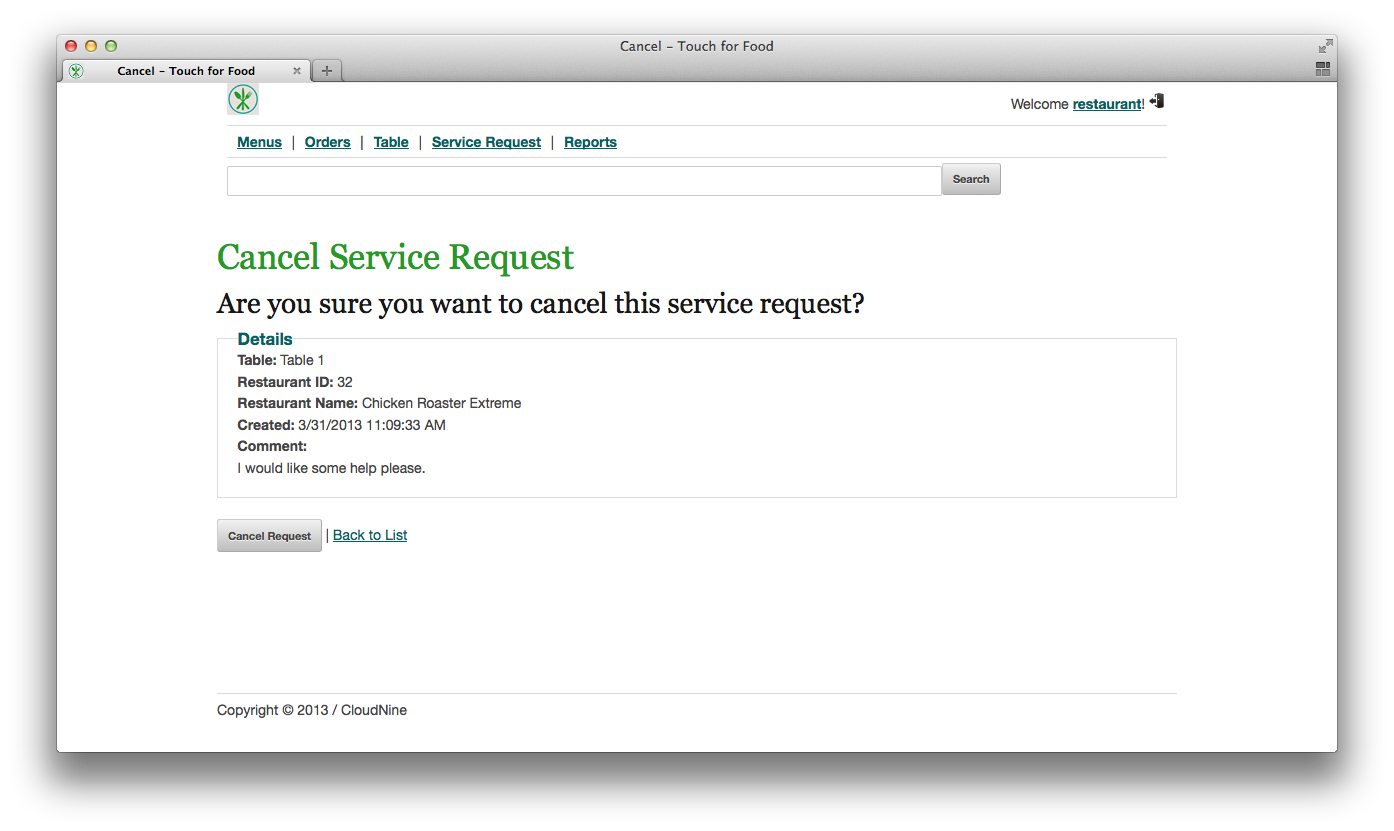 Cancel – Touch for Food
Cancel – Touch for Food
Welcome restaurant!
Menus | Orders | Table | Service Request | Reports
Search
Cancel Service Request
Are you sure you want to cancel this service request?
Details
Table: Table 1
Restaurant ID: 32
Restaurant Name: Chicken Roaster Extreme
Created: 3/31/2013 11:09:33 AM
Comment:
I would like some help please.
Cancel Request | Back to List
Copyright © 2013 / CloudNine